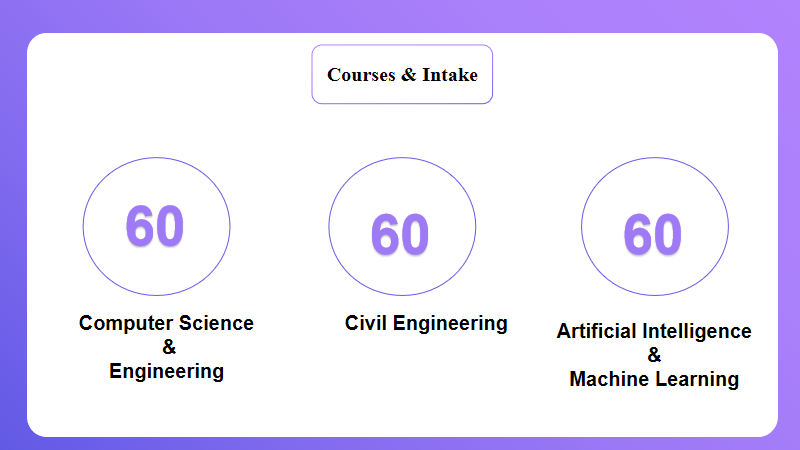 Courses & Intake
60
60
60
Computer Science
&
Engineering
Civil Engineering
Artificial Intelligence
&
Machine Learning